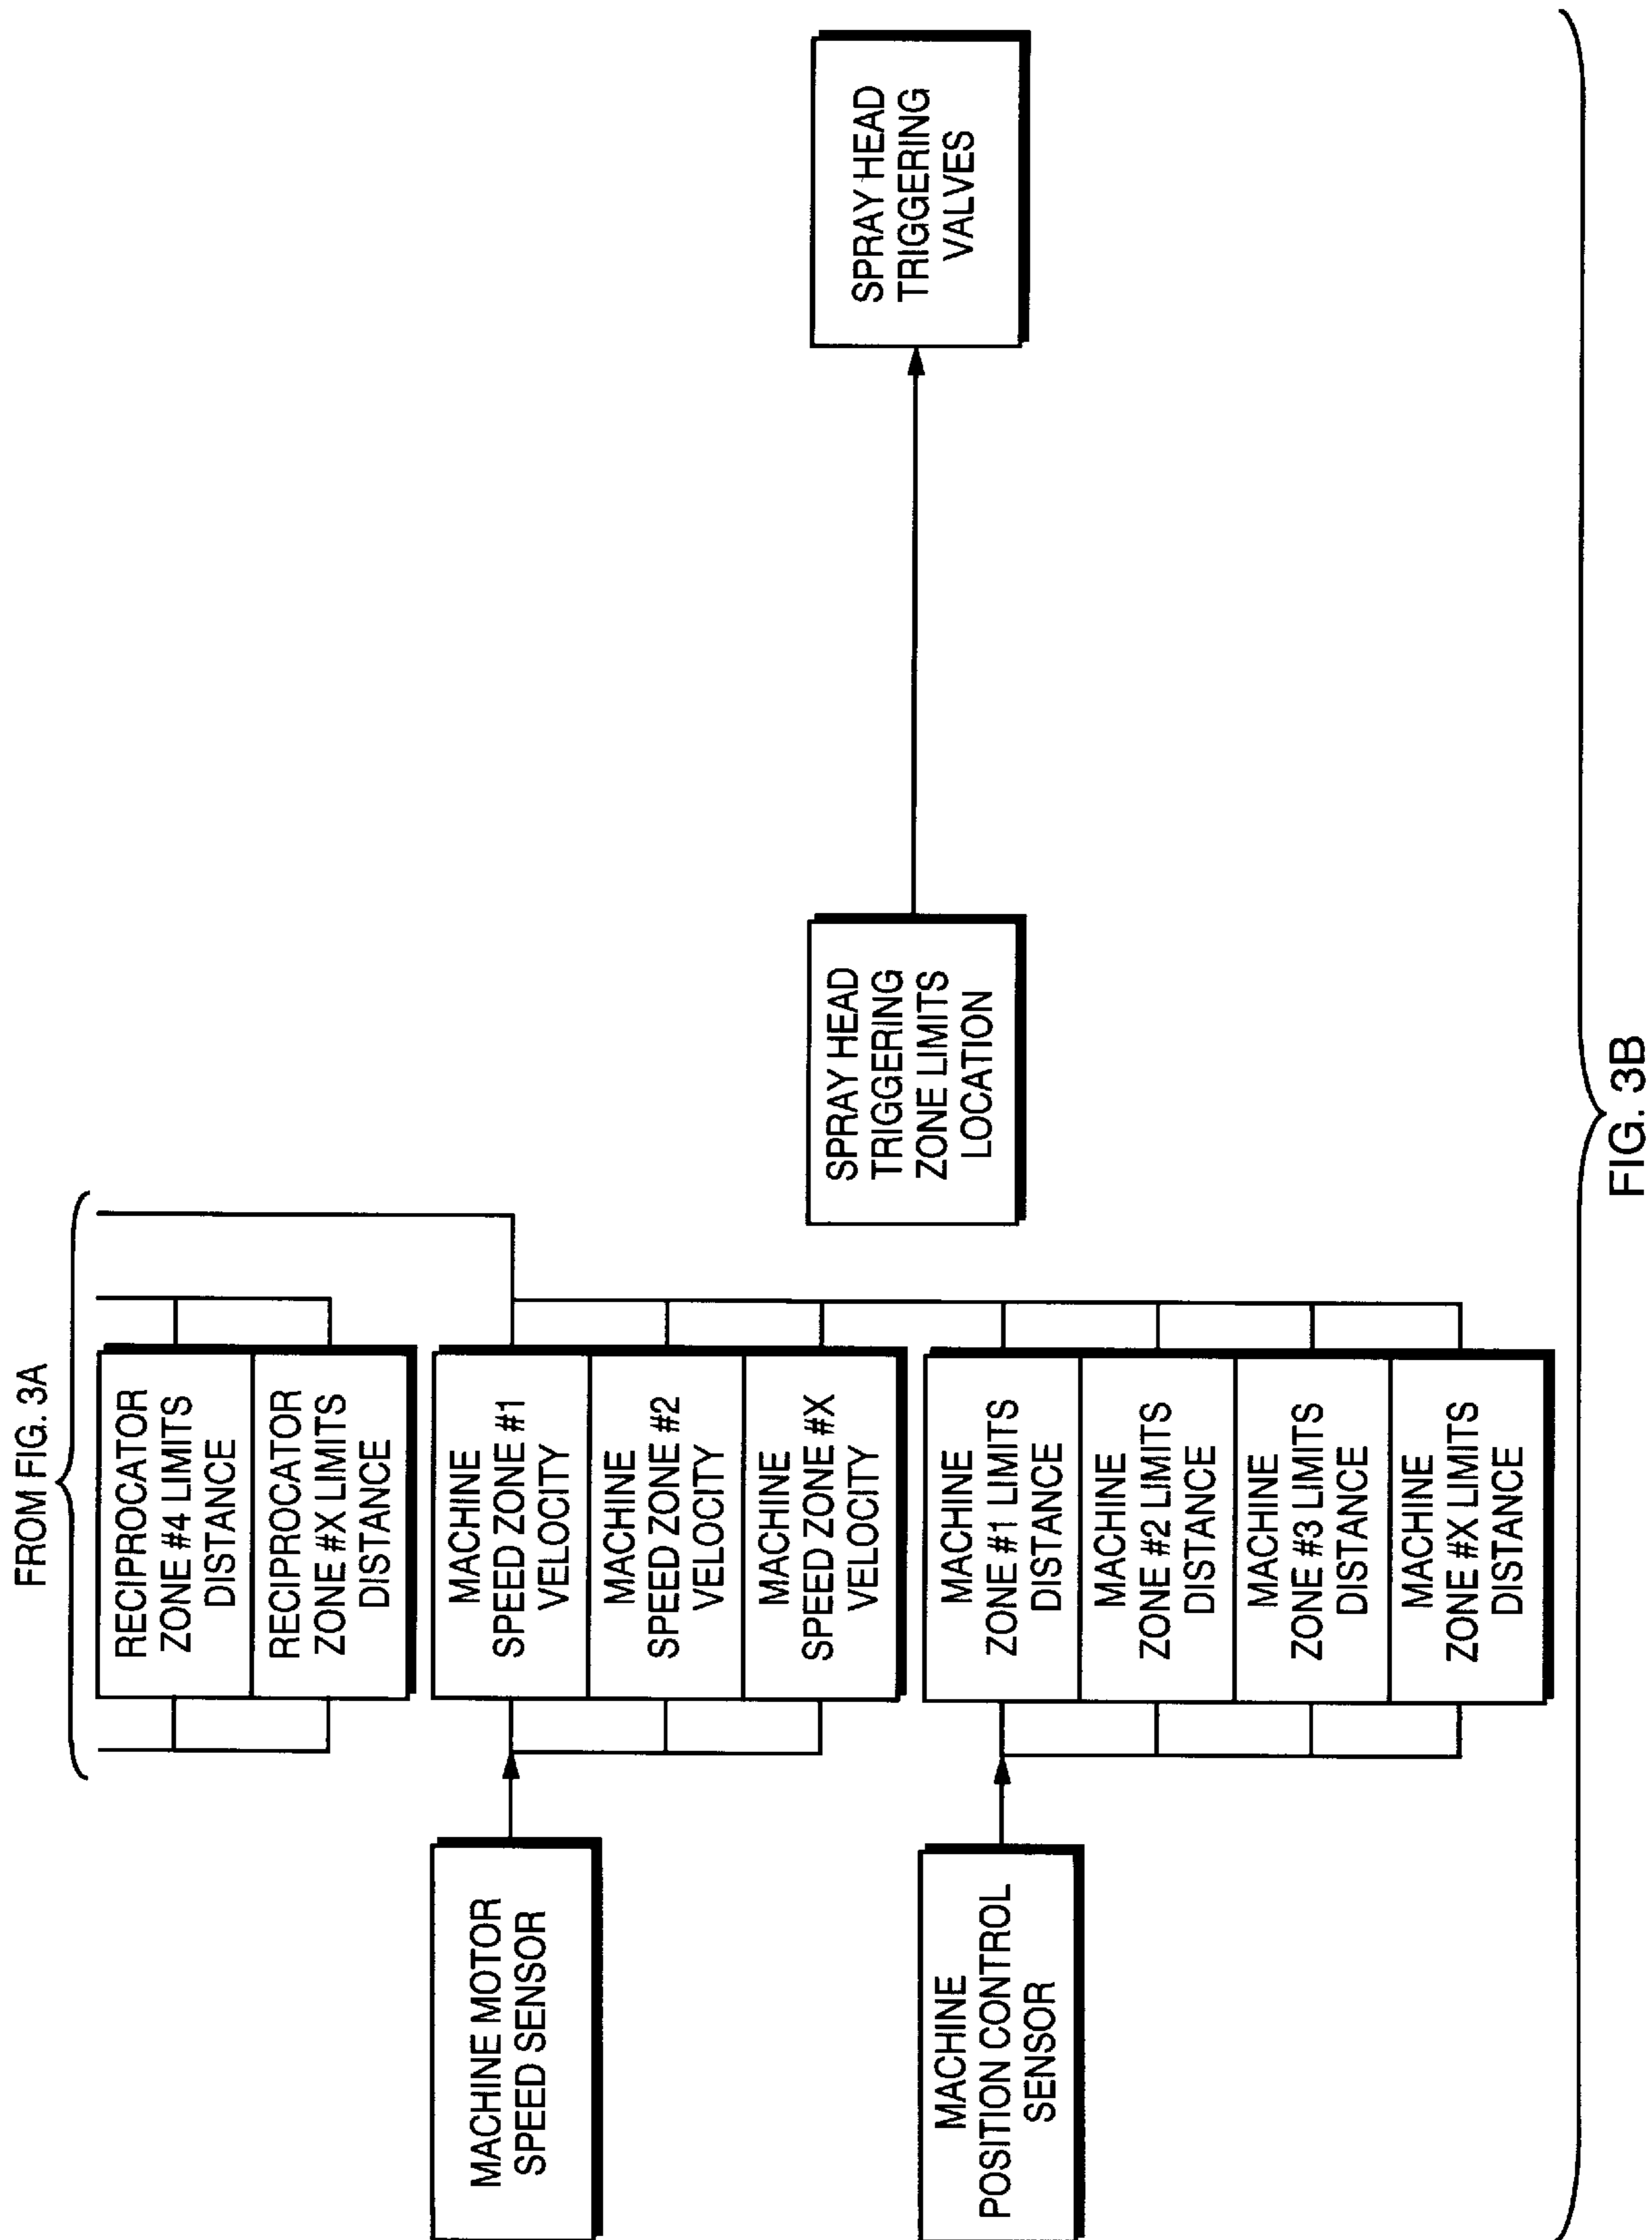 FROM FIG. 3A
RECIPROCATOR
ZONE #4 LIMITS
DISTANCE
RECIPROCATOR
ZONE #X LIMITS
DISTANCE
MACHINE MOTOR
SPEED SENSOR
MACHINE
SPEED ZONE #1
VELOCITY
MACHINE
SPEED ZONE #2
VELOCITY
MACHINE
SPEED ZONE #X
VELOCITY
MACHINE
POSITION CONTROL
SENSOR
MACHINE
ZONE #1 LIMITS
DISTANCE
MACHINE
ZONE #2 LIMITS
DISTANCE
MACHINE
ZONE #3 LIMITS
DISTANCE
MACHINE
ZONE #X LIMITS
DISTANCE
SPRAY HEAD
TRIGGERING
ZONE LIMITS
LOCATION
SPRAY HEAD
TRIGGERING
VALVES
FIG. 3B